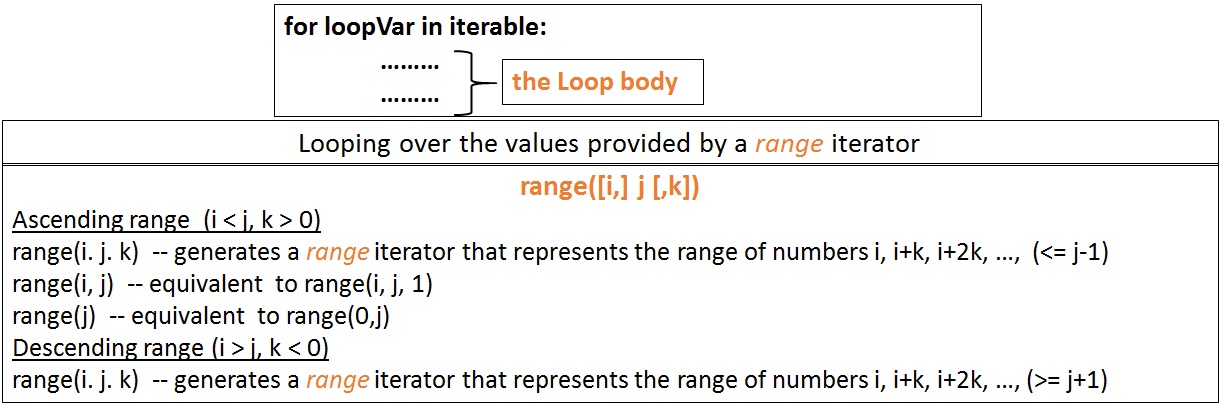 for loopVar in iterable:
.........
.........
the Loop body
Looping over the values provided by a range iterator
range([i,] j [,k])
Ascending range (i < j, k > 0)
range(i. j. k) -- generates a range iterator that represents the range of numbers i, i+k, i+2k, ..., (<= j-1)
range(i, j) -- equivalent to range(i, j, 1)
range(j) -- equivalent to range(0,j)
Descending range (i > j, k < 0)
range(i. j. k) -- generates a range iterator that represents the range of numbers i, i+k, i+2k, ..., (>= j+1)